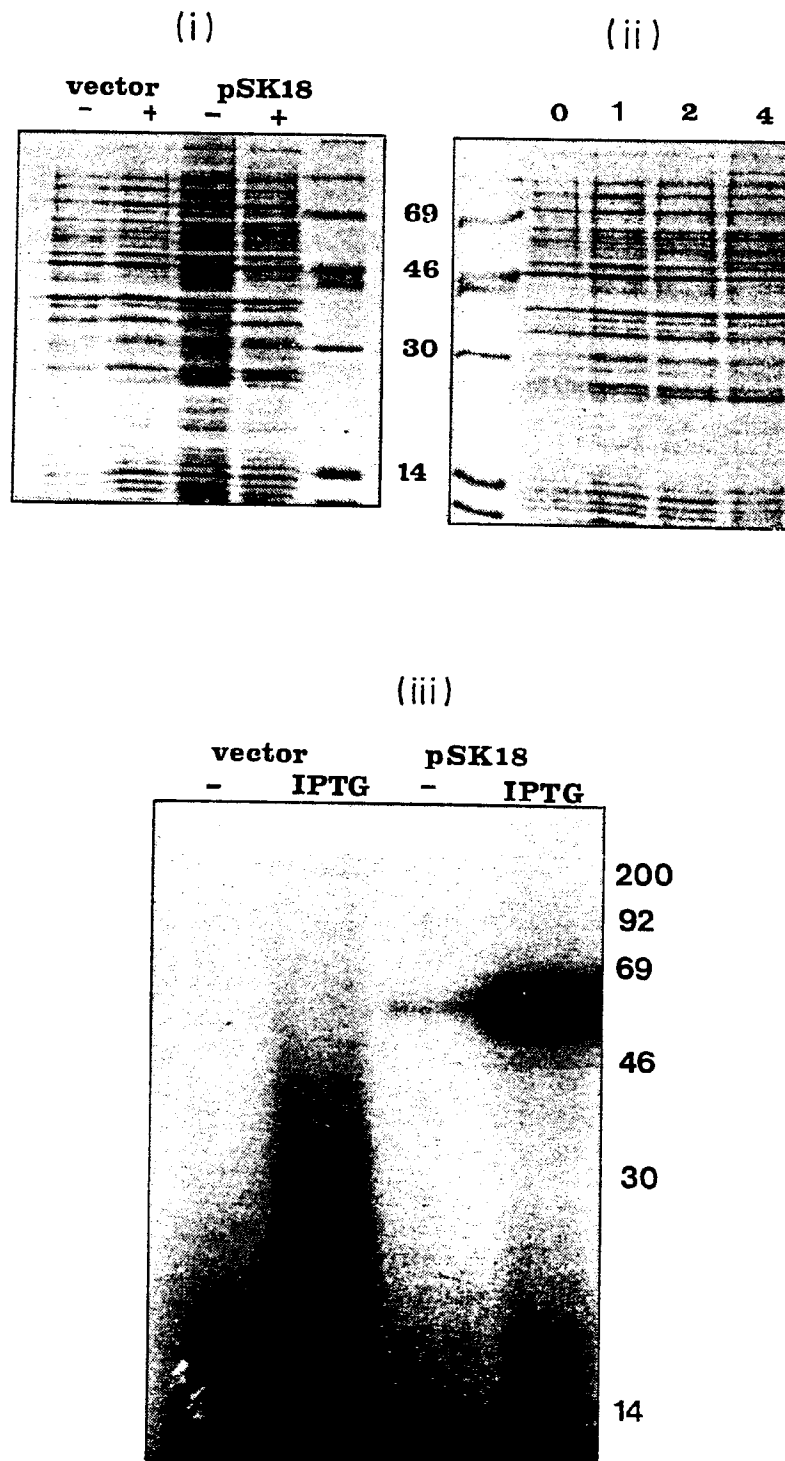 (i)
(ii)
vector pSK18
- + - +
0 1 2 4
69
46
30
14
(iii)
vector pSK18
- IPTG - IPTG
200
92
69
46
30
14